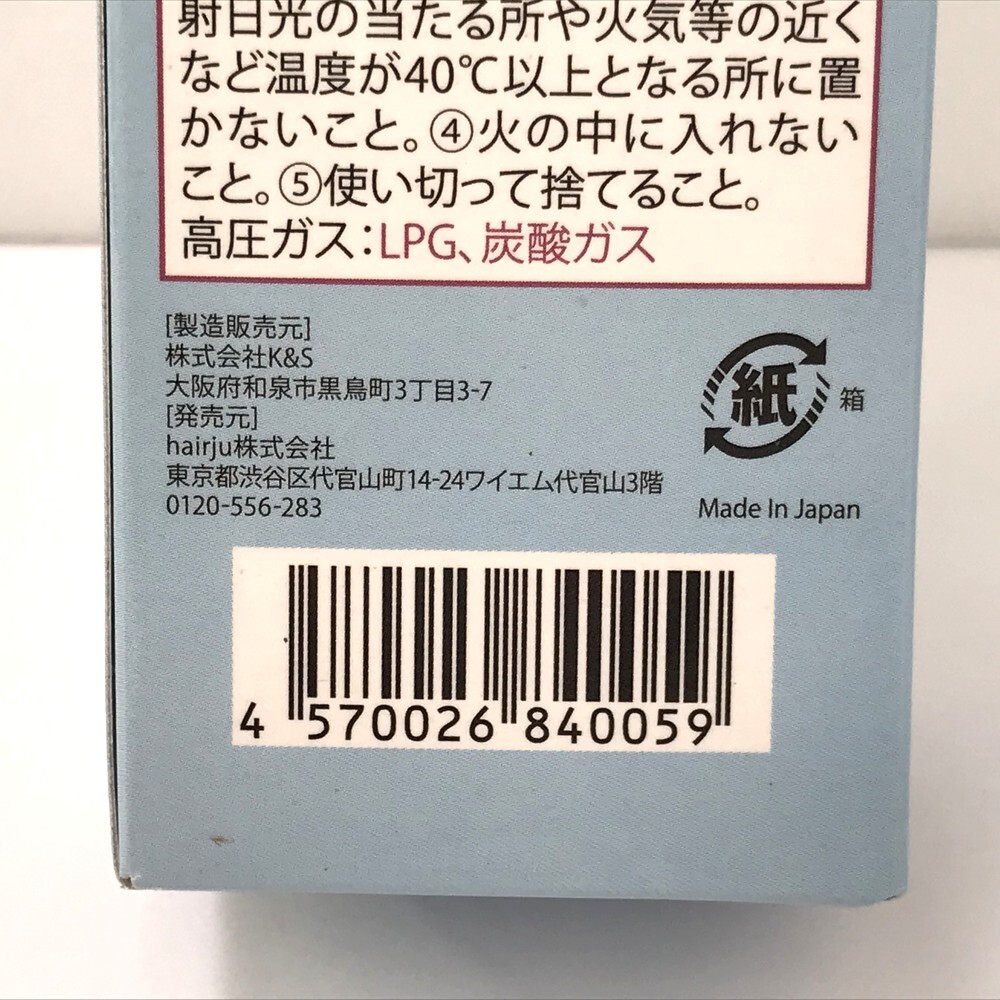 射日光の当たる所や火気等の近く
など温度が40℃以上となる所に置
かないこと。④火の中に入れない
こと。⑤使い切って捨てること。
高圧ガス:LPG、炭酸ガス
[製造販売元]
株式会社K&S
大阪府和泉市黒鳥町3丁目3-7
[発売元]
hairju株式会社
東京都渋谷区代官山町14-24ワイエム代官山3階
0120-556-283
紙
箱
Made In Japan
4 570026 840059